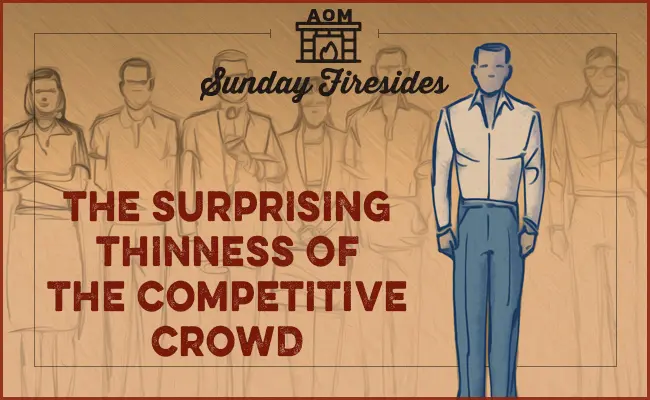 AOM
Sunday Firesides
THE SURPRISING
THINNESS OF
THE COMPETITIVE
CROWD